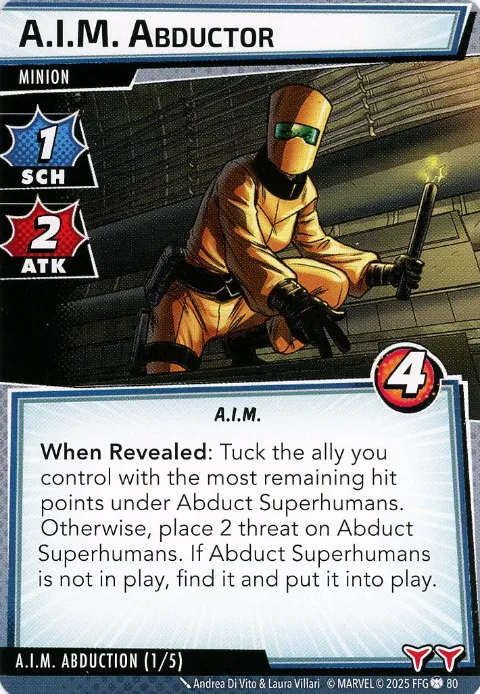 A.I.M. ABDUCTOR
MINION
1
SCH
2
ATK
4
A.I.M.
When Revealed: Tuck the ally you
control with the most remaining hit
points under Abduct Superhumans.
Otherwise, place 2 threat on Abduct
Superhumans. If Abduct Superhumans
is not in play, find it and put it into play.
A.I.M. ABDUCTION (1/5)
Andrea Di Vito & Laura Villari © MARVEL © 2025 FFG 80